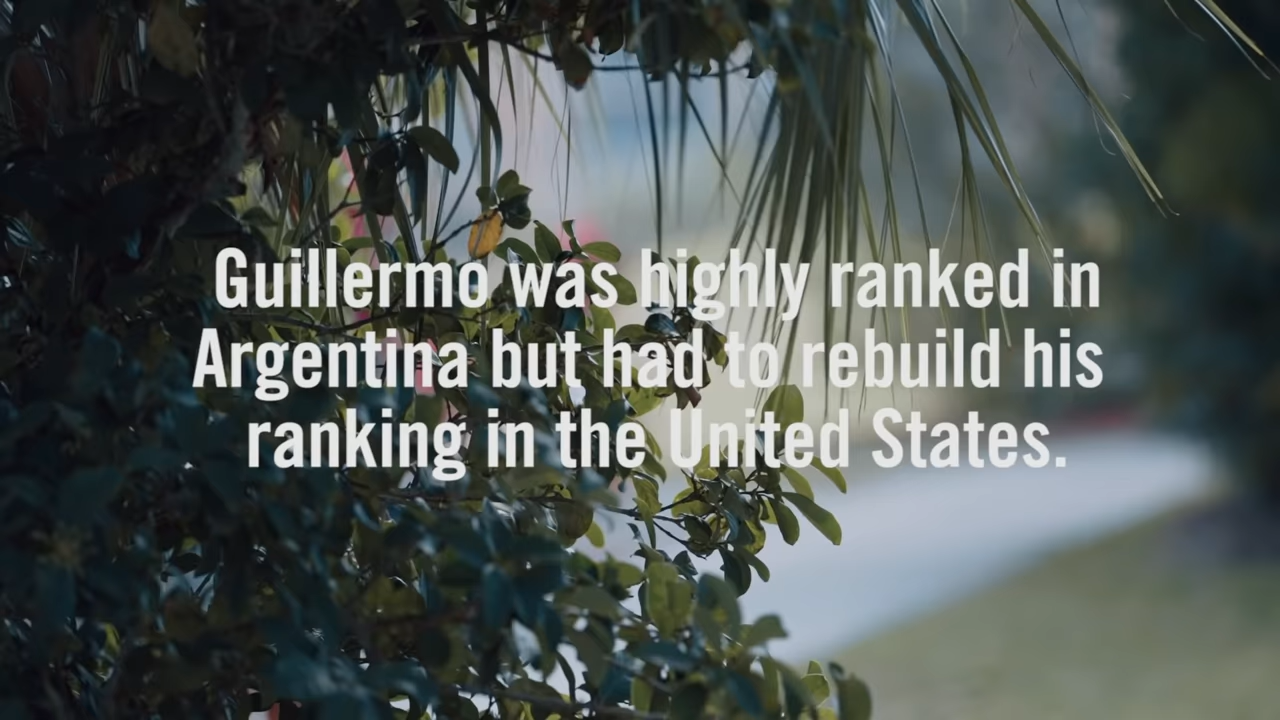 Guillermo was highly ranked in
Argentina but had to rebuild his
ranking in the United States.